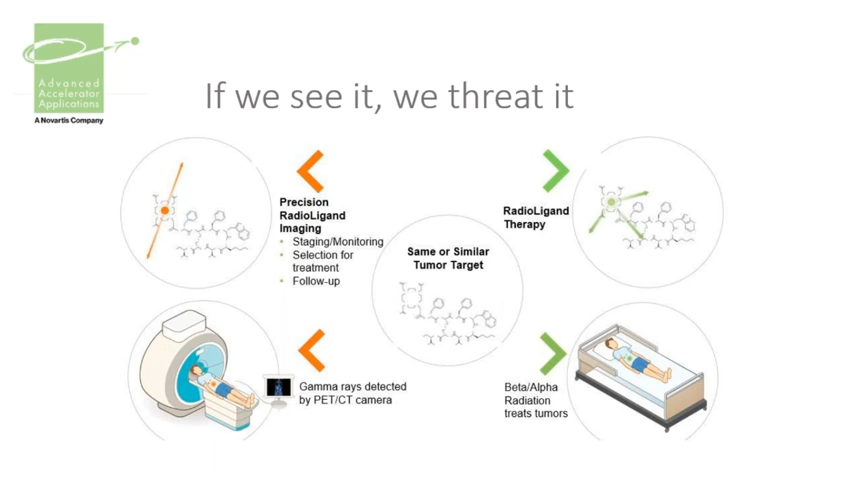 Advanced
Accelerator
Applications
A Novartis Company
If we see it, we threat it
Precision
RadioLigand
Imaging
• Staging/Monitoring
• Selection for
treatment
• Follow-up
RadioLigand
Therapy
Same or Similar
Tumor Target
Gamma rays detected
by PET/CT camera
Beta/Alpha
Radiation
treats tumors